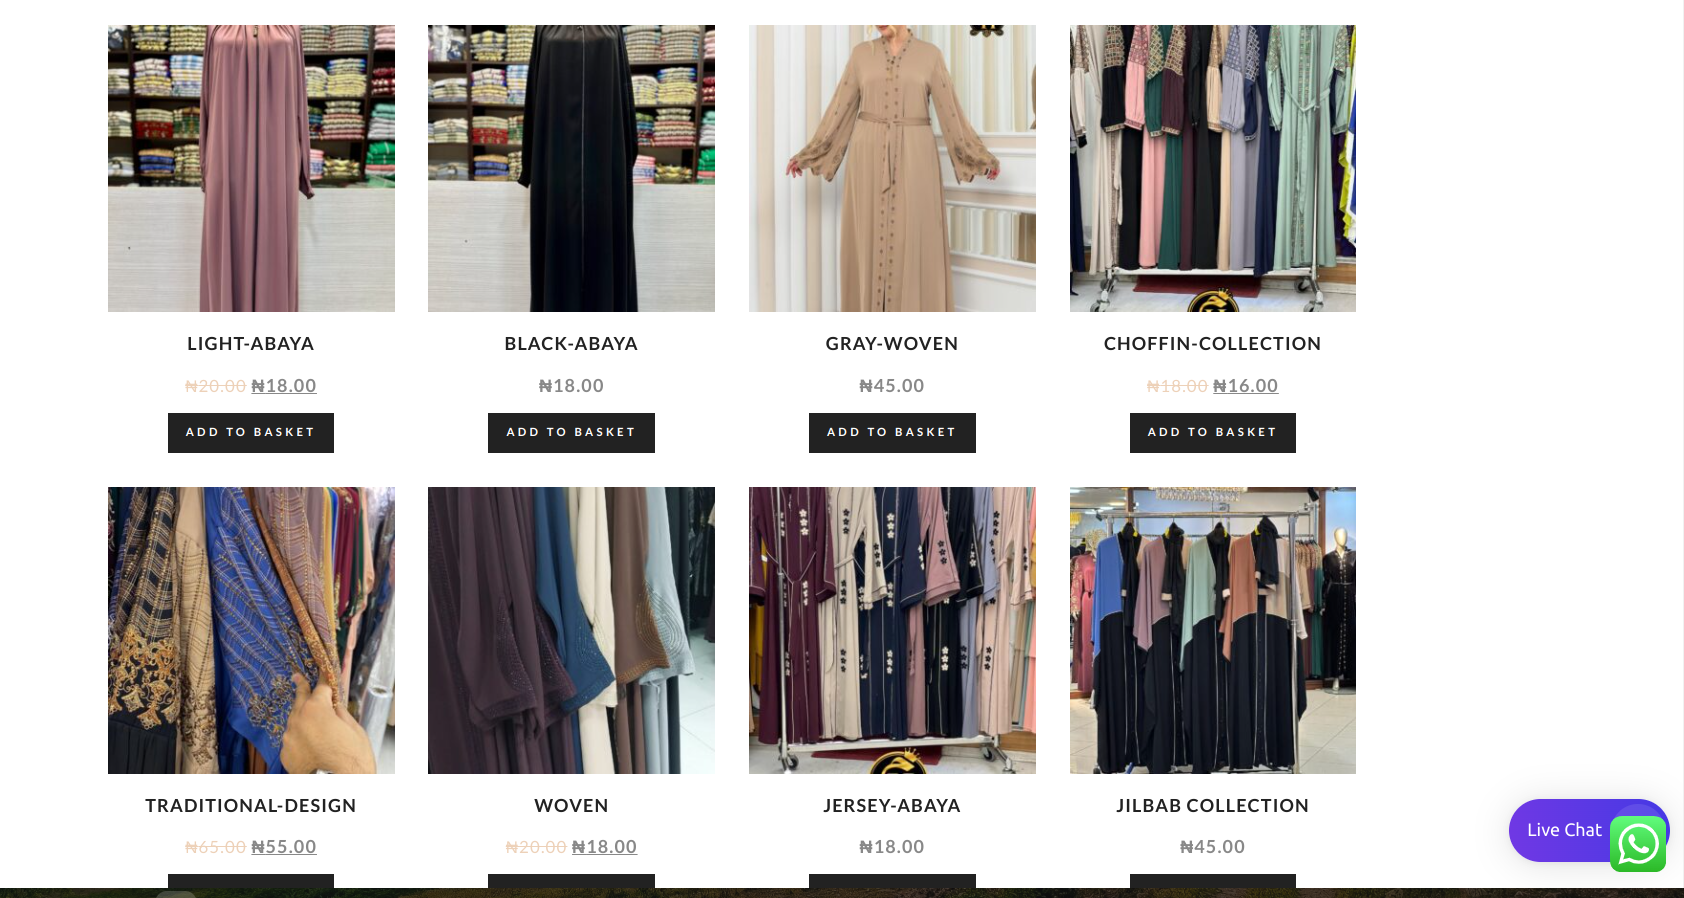 LIGHT-ABAYA
₦20.00 ₦18.00
ADD TO BASKET
BLACK-ABAYA
₦18.00
ADD TO BASKET
GRAY-WOVEN
₦45.00
ADD TO BASKET
CHOFFIN-COLLECTION
₦18.00 ₦16.00
ADD TO BASKET
TRADITIONAL-DESIGN
₦65.00 ₦55.00
WOVEN
₦20.00 ₦18.00
JERSEY-ABAYA
₦18.00
JILBAB COLLECTION
₦45.00
Live Chat